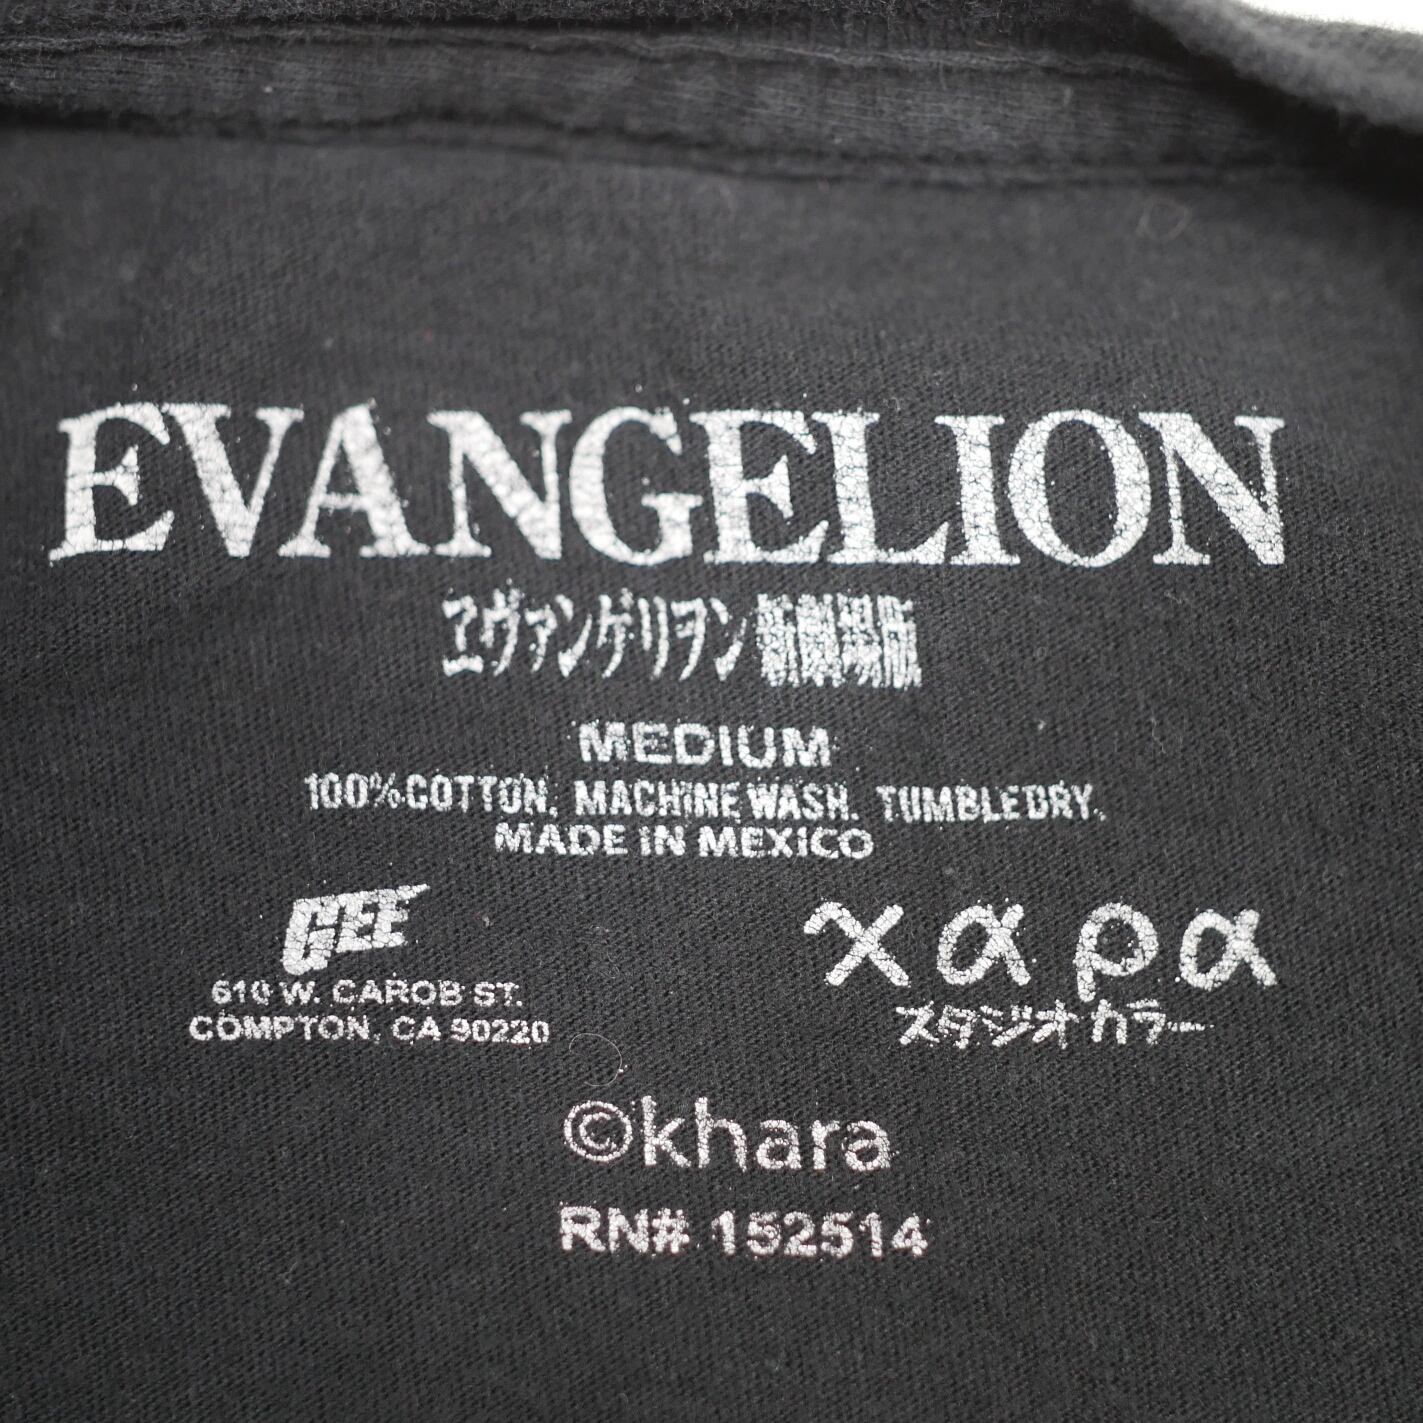 EVANGELION
ヱヴァンゲリヲン新劇場版
MEDIUM
100% COTTON. MACHINE WASH. TUMBLE DRY.
MADE IN MEXICO
GEE
610 W. CAROB ST.
COMPTON, CA 90220
χαρα
スタジオカラー
©khara
RN# 152514